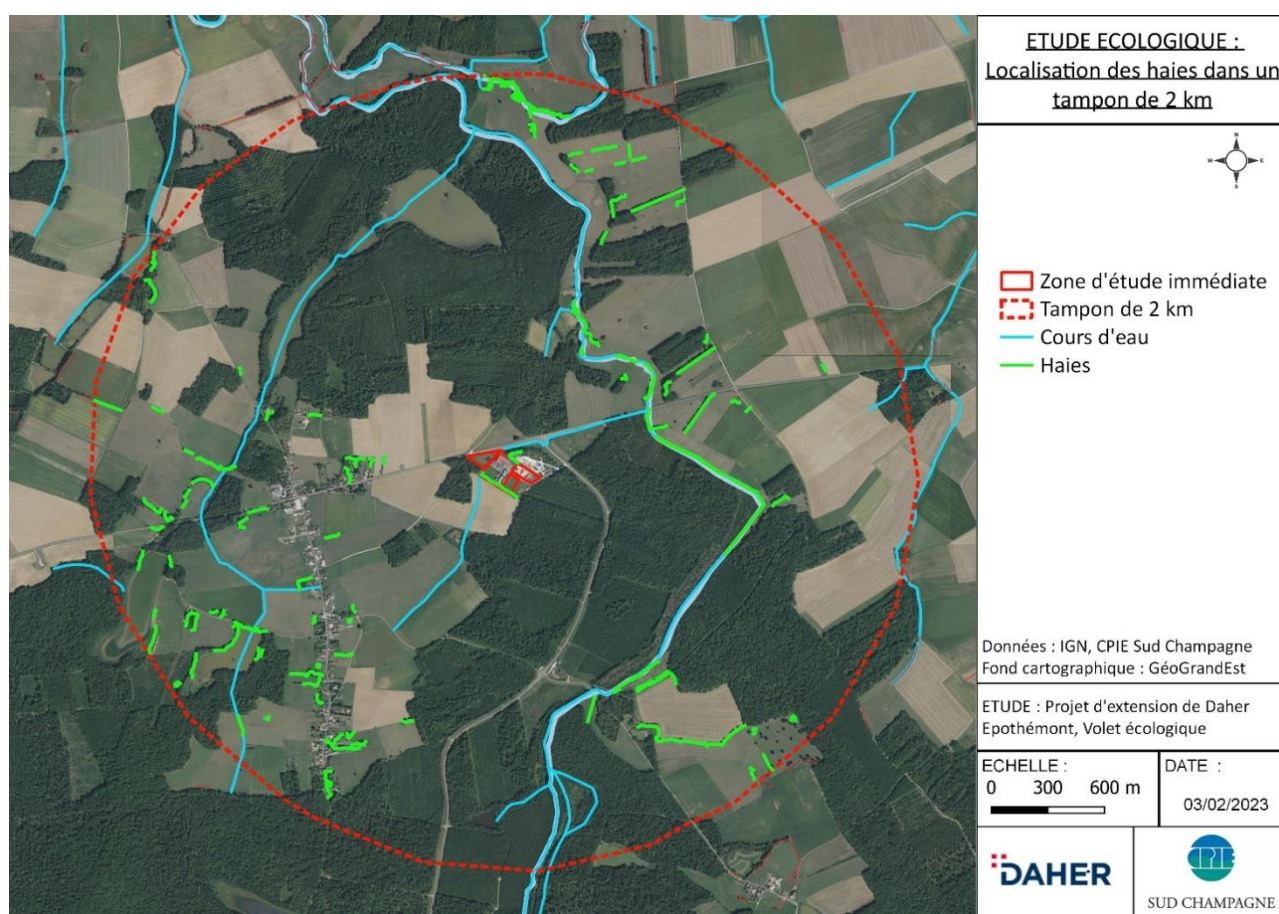 ETUDE ECOLOGIQUE :
Localisation des haies dans un
tampon de 2 km
N
W
E
S
Zone d'étude immédiate
Tampon de 2 km
Cours d'eau
Haies
Données : IGN, CPIE Sud Champagne
Fond cartographique : GéoGrandEst
ETUDE : Projet d'extension de Daher
Epothémont, Volet écologique
ECHELLE :
0 300 600 m
DATE :
03/02/2023
DAHER
CPIE
SUD CHAMPAGNE